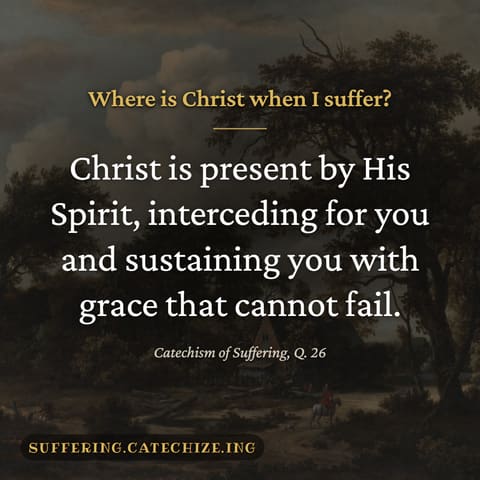 Where is Christ when I suffer?
Christ is present by His
Spirit, interceding for you
and sustaining you with
grace that cannot fail.
Catechism of Suffering, Q. 26
SUFFERING.CATECHIZE.ING